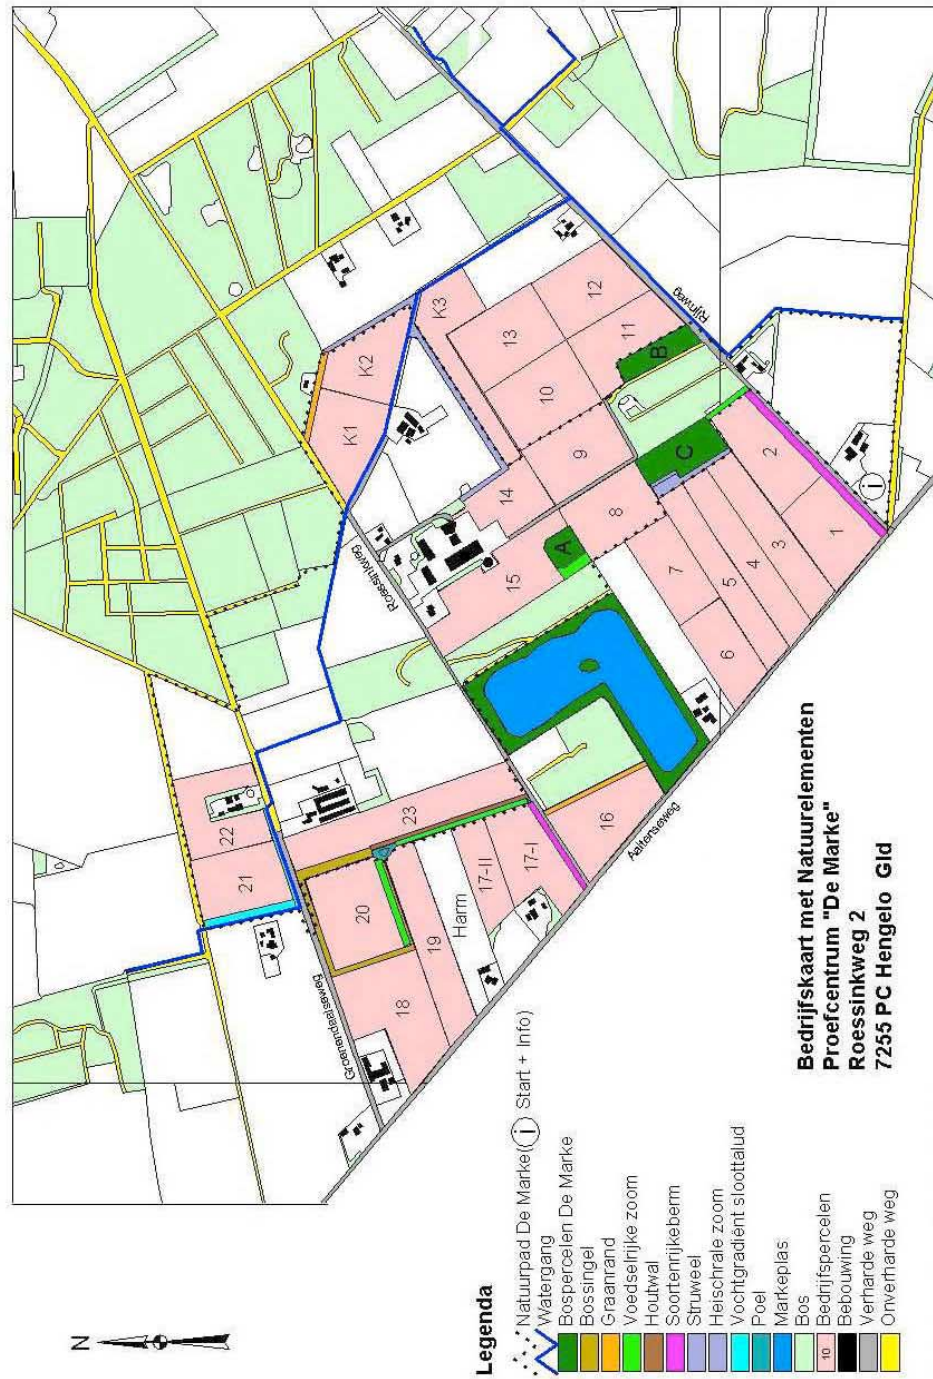 N
Legenda
Natuurpad De Marke (i) Start + Info)
Watergang
Bospercelen De Marke
Bossingel
Graanrand
Voedselrijke zoom
Houtwal
Soortenrijkeberm
Struweel
Heischrale zoom
Vochtgradiënt sloottalud
Poel
Markeplas
Bos
10 Bedrijfspercelen
Bebouwing
Verharde weg
Onverharde weg
Bedrijfskaart met Natuurelementen
Proefcentrum "De Marke"
Roessinkweg 2
7255 PC Hengelo Gld
Groenendaalseweg
Roessinkweg
Aaltenseweg
Rijnweg
22
21
23
20
19
18
Harm
17-II
17-I
16
K1
K2
K3
13
12
11
10
9
14
15
8
7
6
5
4
3
2
1
A
B
C
i